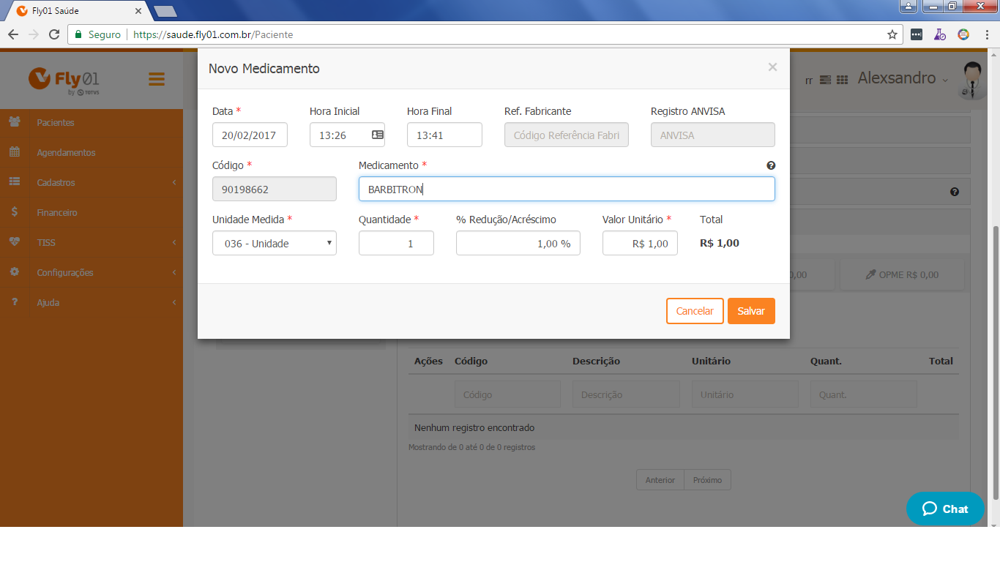 Fly01 Saúde
Seguro https://saude.fly01.com.br/Paciente
Fly01
by TOTVS
rr Alexsandro
Pacientes
Agendamentos
Cadastros
Financeiro
TISS
Configurações
Ajuda
Novo Medicamento
Data * Hora Inicial Hora Final Ref. Fabricante Registro ANVISA
20/02/2017 13:26 13:41 Código Referência Fabri ANVISA
Código * Medicamento *
90198662 BARBITRON
Unidade Medida * Quantidade * % Redução/Acréscimo Valor Unitário * Total
036 - Unidade 1 1,00 % R$ 1,00 R$ 1,00
Cancelar Salvar
0,00 OPME R$ 0,00
Ações Código Descrição Unitário Quant. Total
Código Descrição Unitário Quant.
Nenhum registro encontrado
Mostrando de 0 até 0 de 0 registros
Anterior Próximo
Chat